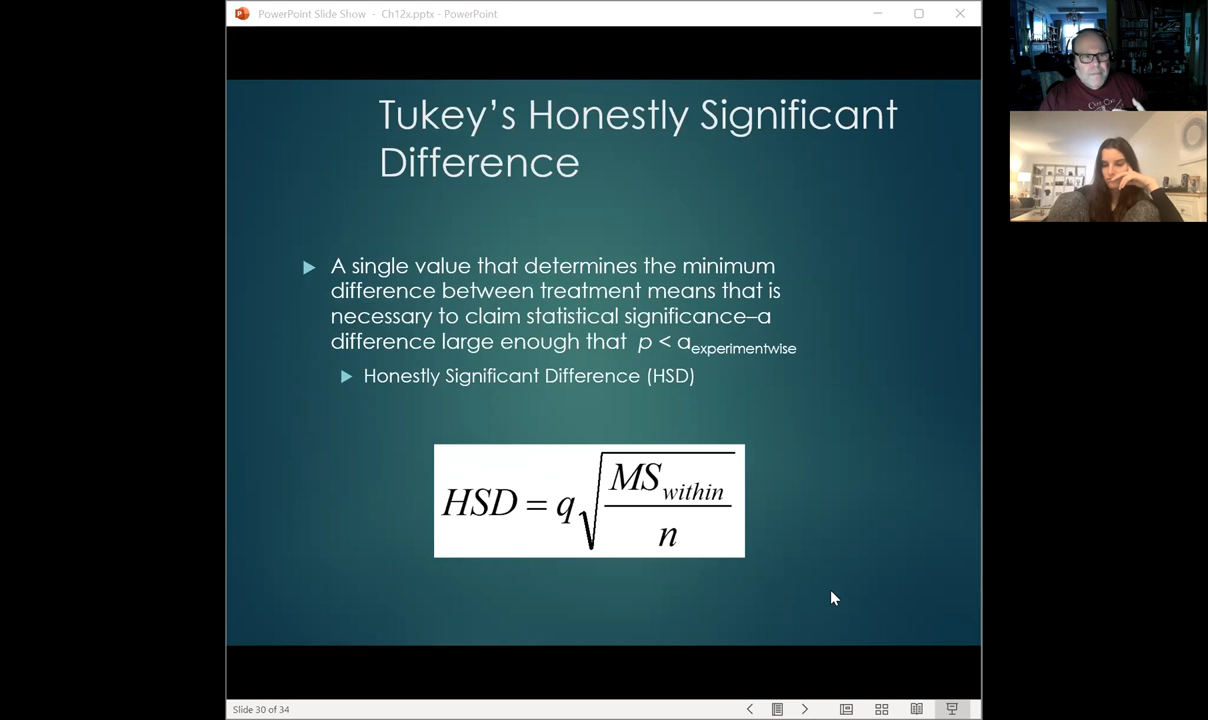 PowerPoint Slide Show - Ch12x.pptx - PowerPoint
Tukey’s Honestly Significant
Difference
A single value that determines the minimum
difference between treatment means that is
necessary to claim statistical significance–a
difference large enough that p < αexperimentwise
Honestly Significant Difference (HSD)
HSD = q√(MSwithin / n)
Slide 30 of 34